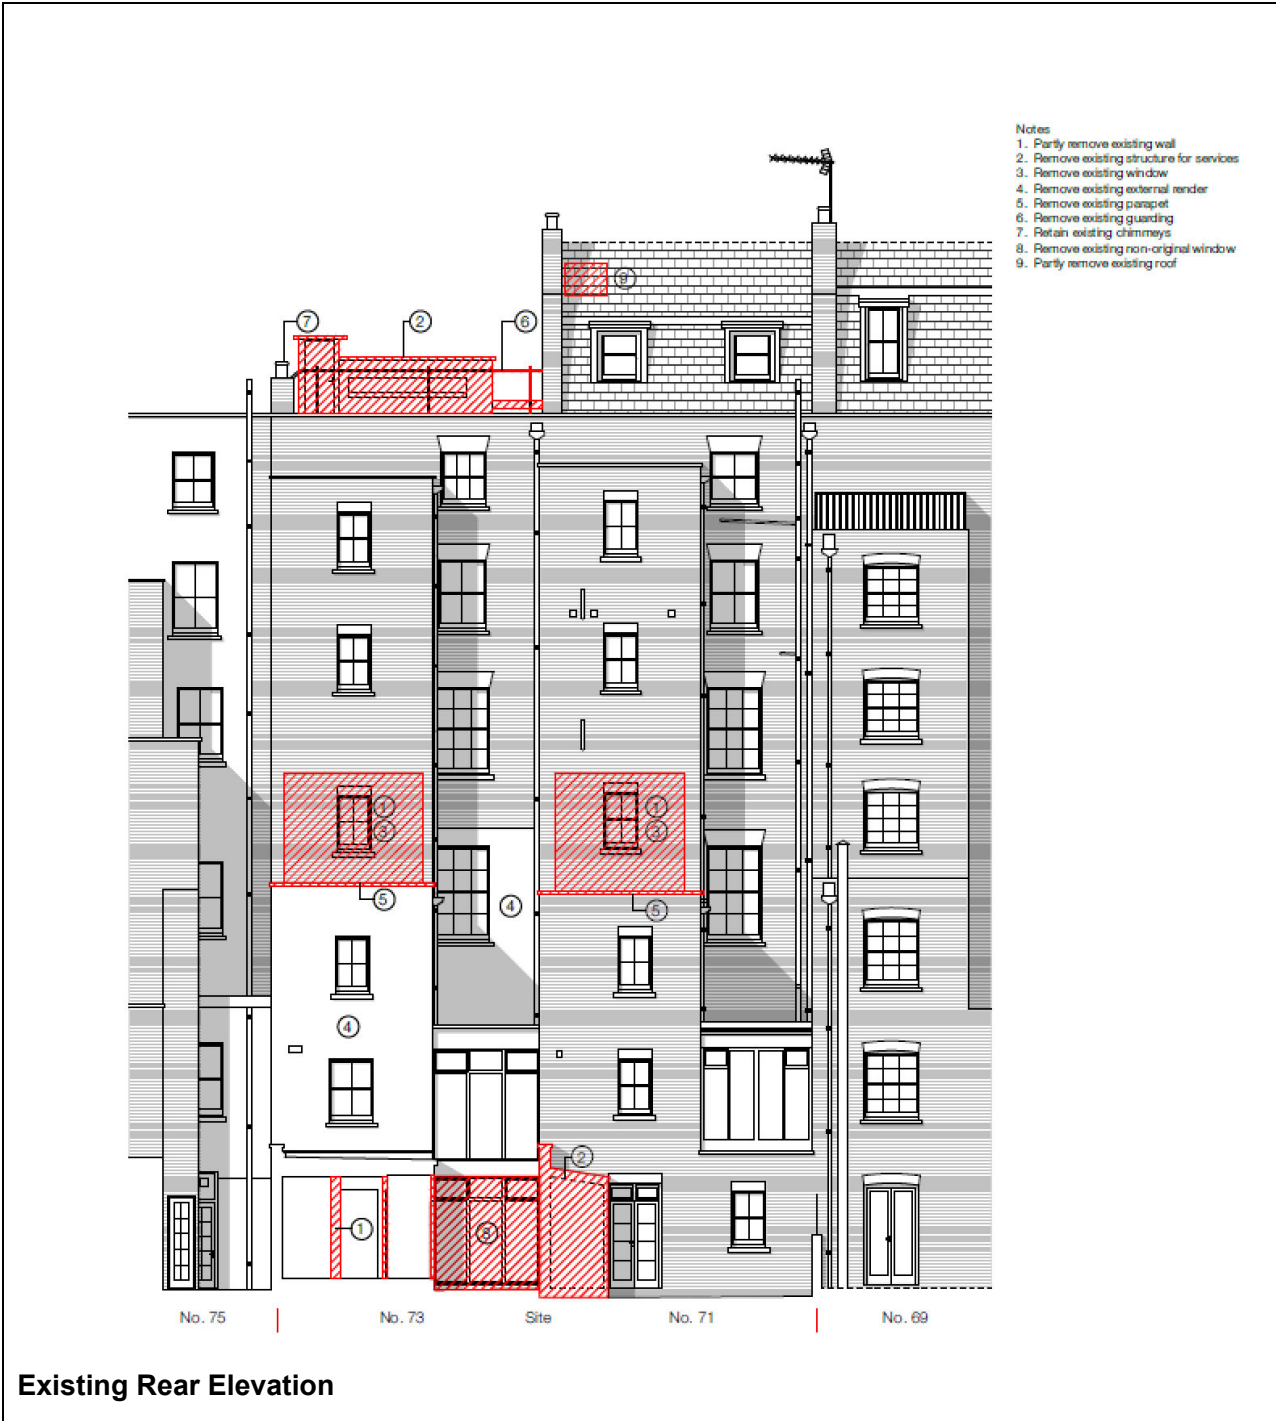 Notes
1. Partly remove existing wall
2. Remove existing structure for services
3. Remove existing window
4. Remove existing external render
5. Remove existing parapet
6. Remove existing guarding
7. Retain existing chimneys
8. Remove existing non-original window
9. Partly remove existing roof
9
7 2 6
1 1
3 3
5 4 5
4
2
1 8
No. 75 No. 73 Site No. 71 No. 69
Existing Rear Elevation